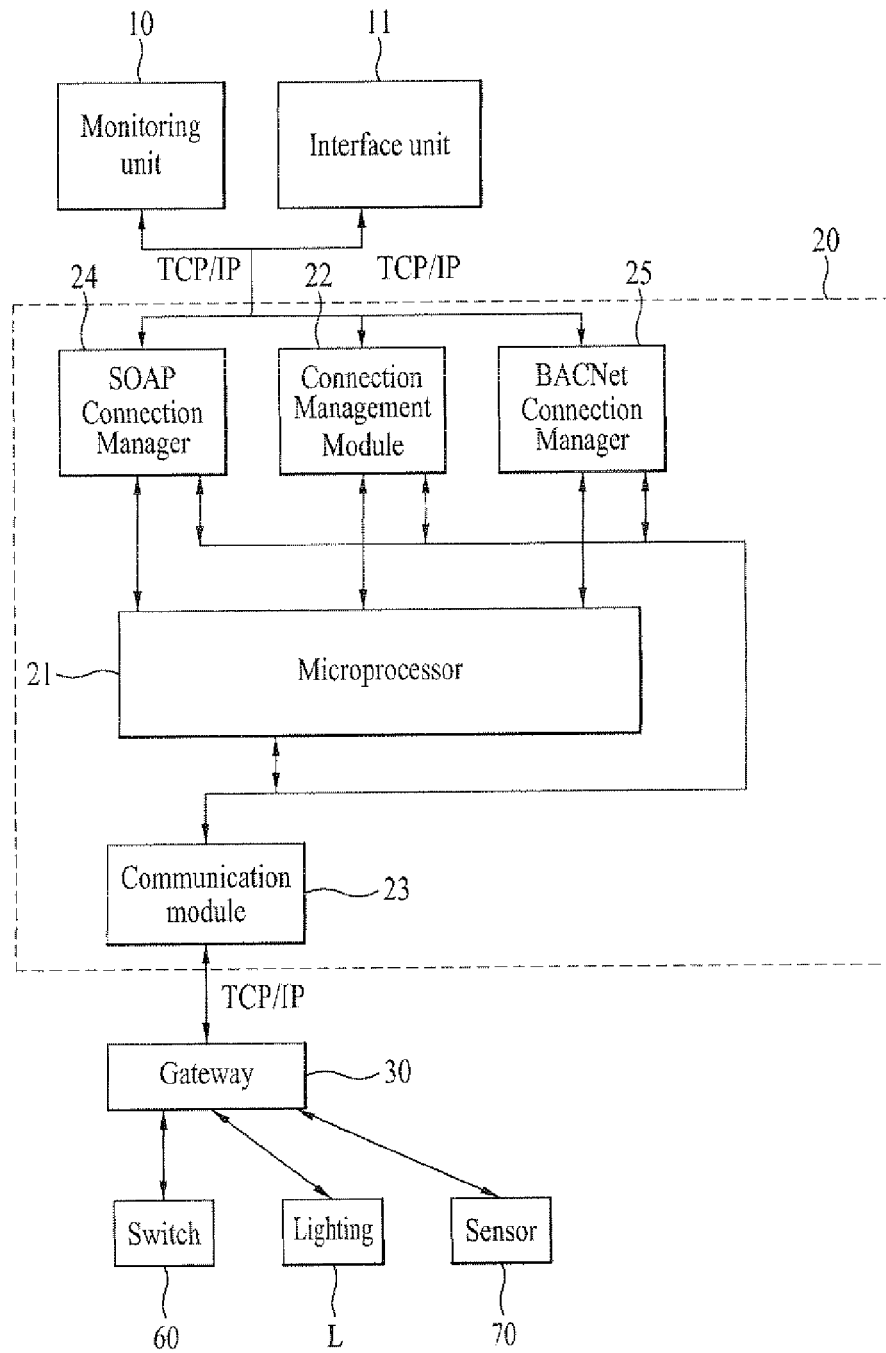 10
11
Monitoring
unit
Interface unit
TCP/IP
TCP/IP
20
24
22
25
SOAP
Connection
Manager
Connection
Management
Module
BACNet
Connection
Manager
21
Microprocessor
Communication
module
23
TCP/IP
Gateway
30
Switch
Lighting
Sensor
60
L
70